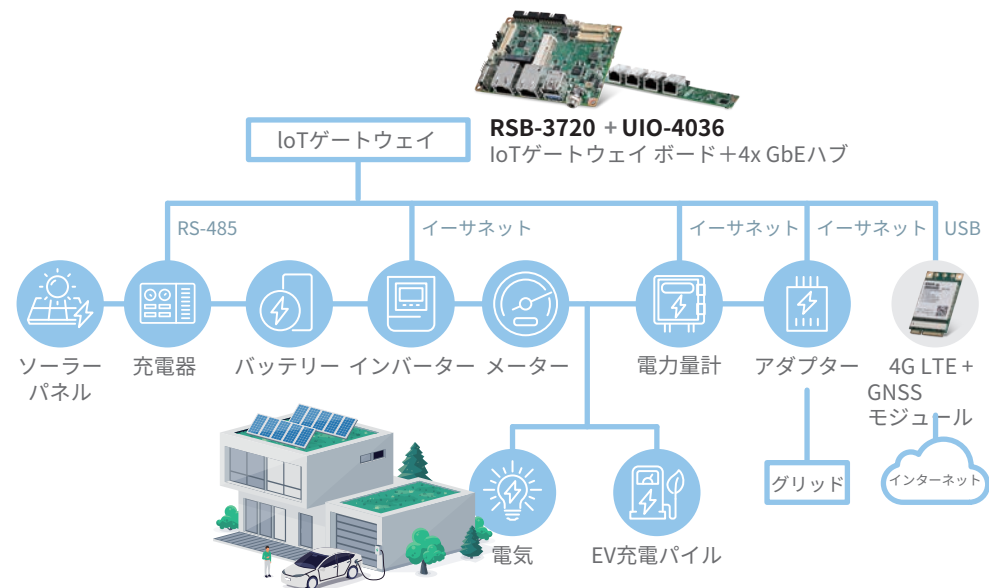 RSB-3720 + UIO-4036
IoTゲートウェイ ボード＋4x GbEハブ
IoTゲートウェイ
RS-485
イーサネット
イーサネット
イーサネット
USB
ソーラー
パネル
充電器
バッテリー
インバーター
メーター
電力量計
アダプター
4G LTE +
GNSS
モジュール
グリッド
インターネット
電気
EV充電パイル